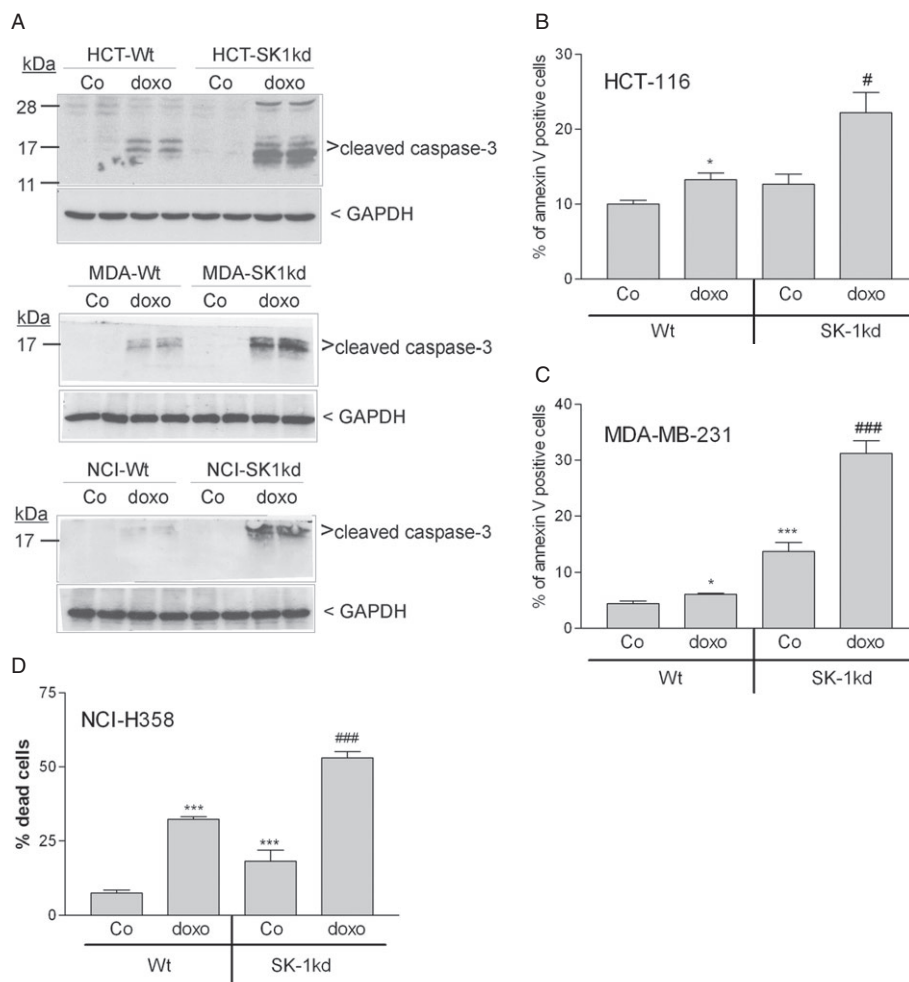 A
HCT-Wt HCT-SK1kd
kDa
Co doxo Co doxo
28
17
>cleaved caspase-3
11
< GAPDH
MDA-Wt MDA-SK1kd
kDa
Co doxo Co doxo
17
>cleaved caspase-3
< GAPDH
NCI-Wt NCI-SK1kd
kDa
Co doxo Co doxo
17
>cleaved caspase-3
< GAPDH
B
% of annexin V positive cells
30
20
10
0
HCT-116
*
#
Co doxo Co doxo
Wt SK-1kd
C
% of annexin V positive cells
40
30
20
10
0
MDA-MB-231
*
***
###
Co doxo Co doxo
Wt SK-1kd
D
% dead cells
75
50
25
0
NCI-H358
***
***
###
Co doxo Co doxo
Wt SK-1kd